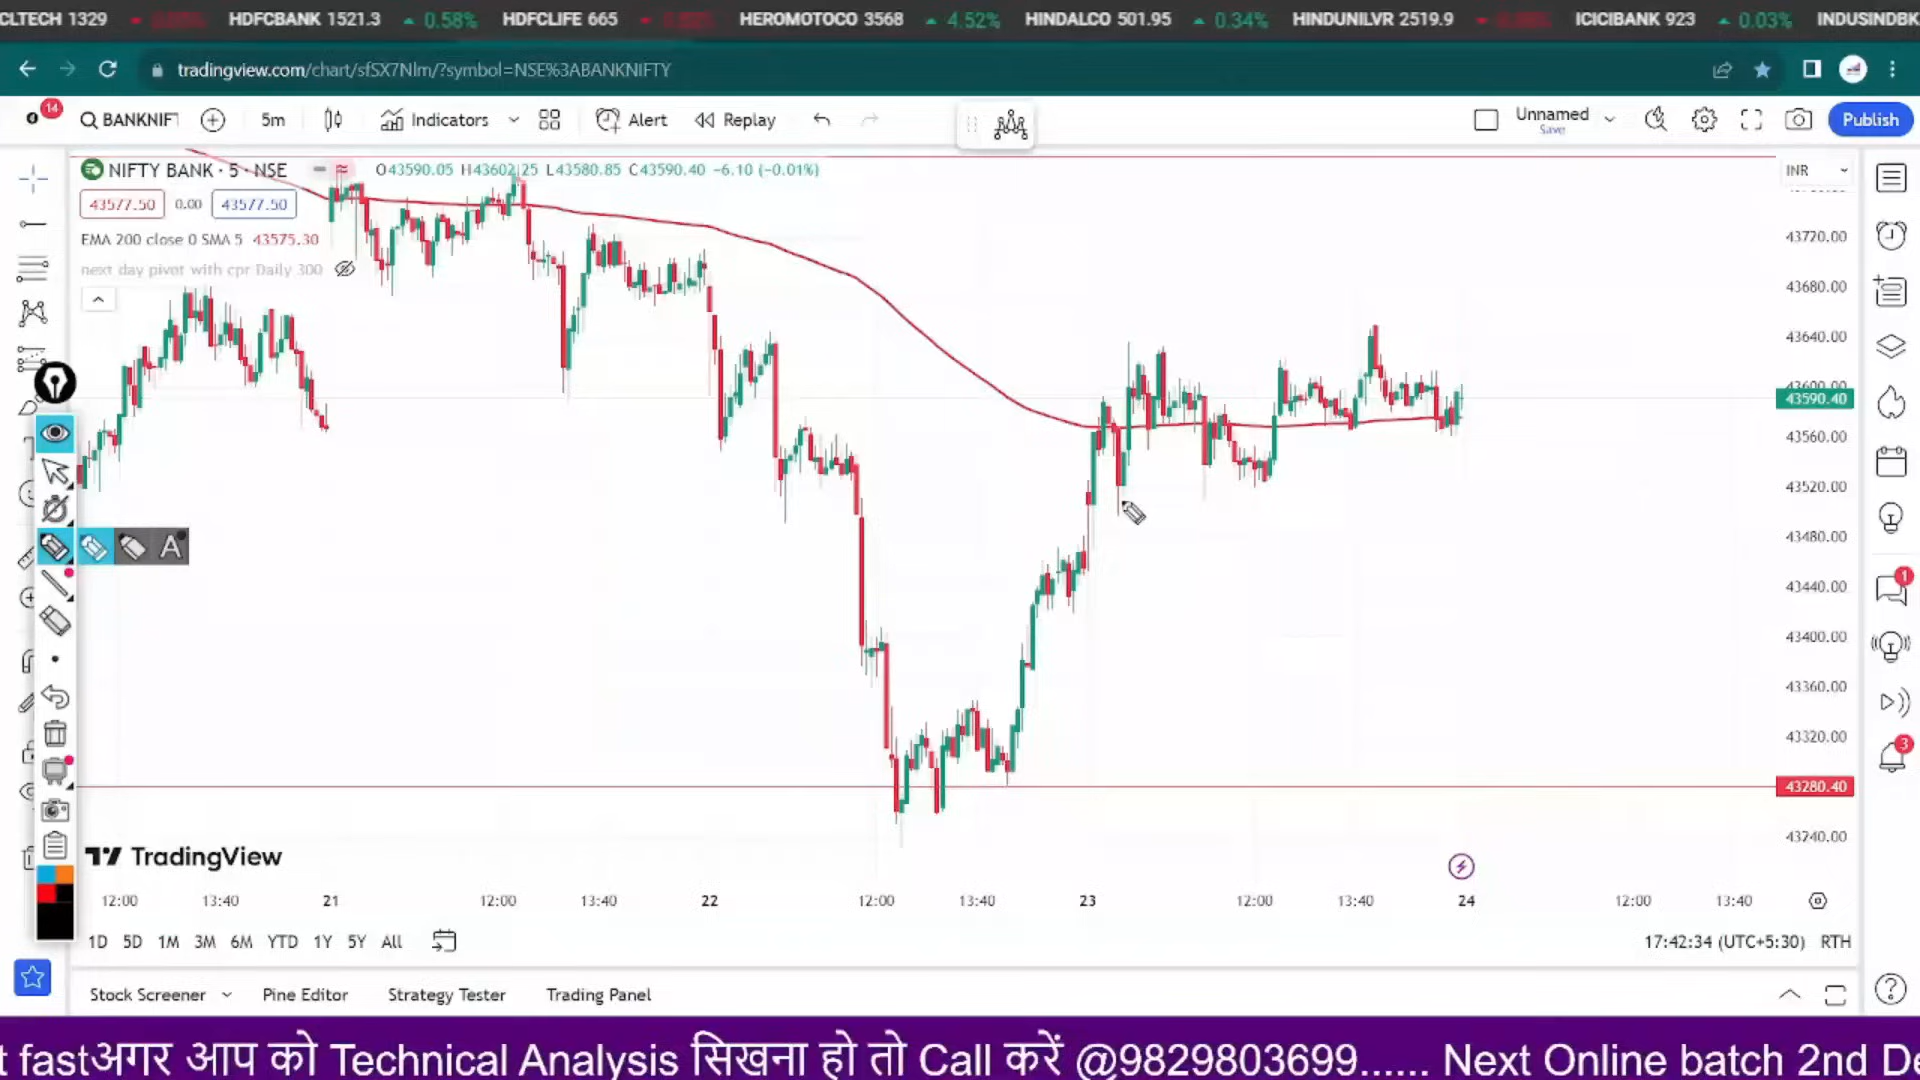 CLTECH 1329 HDFCBANK 1521.3 0.58% HDFCLIFE 665 HEROMOTOCO 3568 4.52% HINDALCO 501.95 0.34% HINDUNILVR 2519.9 ICICIBANK 923 0.03% INDUSINDBK
tradingview.com/chart/sfSX7Nlm/?symbol=NSE%3ABANKNIFTY
14
BANKNIFT 5m Indicators Alert Replay Unnamed Publish
Save
NIFTY BANK · 5 · NSE O43590.05 H43602.25 L43580.85 C43590.40 −6.10 (−0.01%) INR
43577.50 0.00 43577.50
EMA 200 close 0 SMA 5 43575.30
next day pivot with cpr Daily 300
43720.00
43680.00
43640.00
43600.00
43590.40
43560.00
43520.00
43480.00
43440.00
43400.00
43360.00
43320.00
43280.40
43240.00
A
1
3
TradingView
12:00 13:40 21 12:00 13:40 22 12:00 13:40 23 12:00 13:40 24 12:00 13:40
1D 5D 1M 3M 6M YTD 1Y 5Y All 17:42:34 (UTC+5:30) RTH
Stock Screener Pine Editor Strategy Tester Trading Panel
t fastअगर आप को Technical Analysis सिखना हो तो Call करें @9829803699...... Next Online batch 2nd De